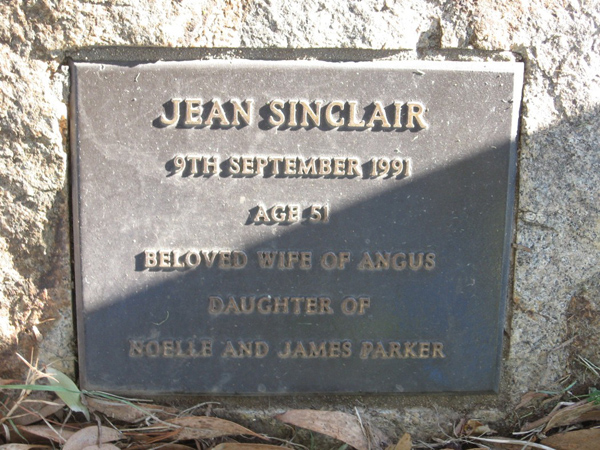 JEAN SINCLAIR
9TH SEPTEMBER 1991
AGE 51
BELOVED WIFE OF ANGUS
DAUGHTER OF
NOELLE AND JAMES PARKER